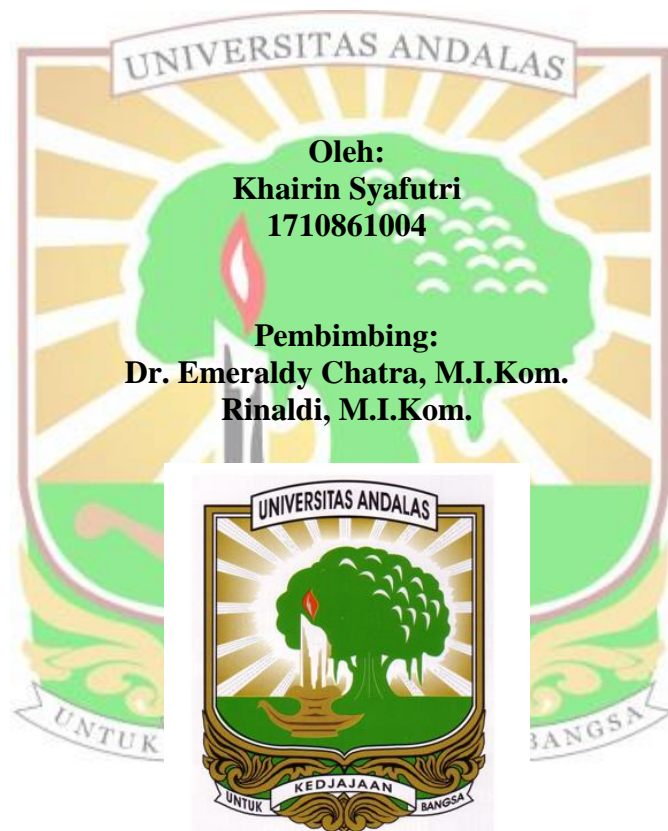 UNIVERSITAS ANDALAS
Oleh:
Khairin Syafutri
1710861004
Pembimbing:
Dr. Emeraldy Chatra, M.I.Kom.
Rinaldi, M.I.Kom.
UNIVERSITAS ANDALAS
UNTUK BANGSA
UNTUK KEDJAJAAN BANGSA